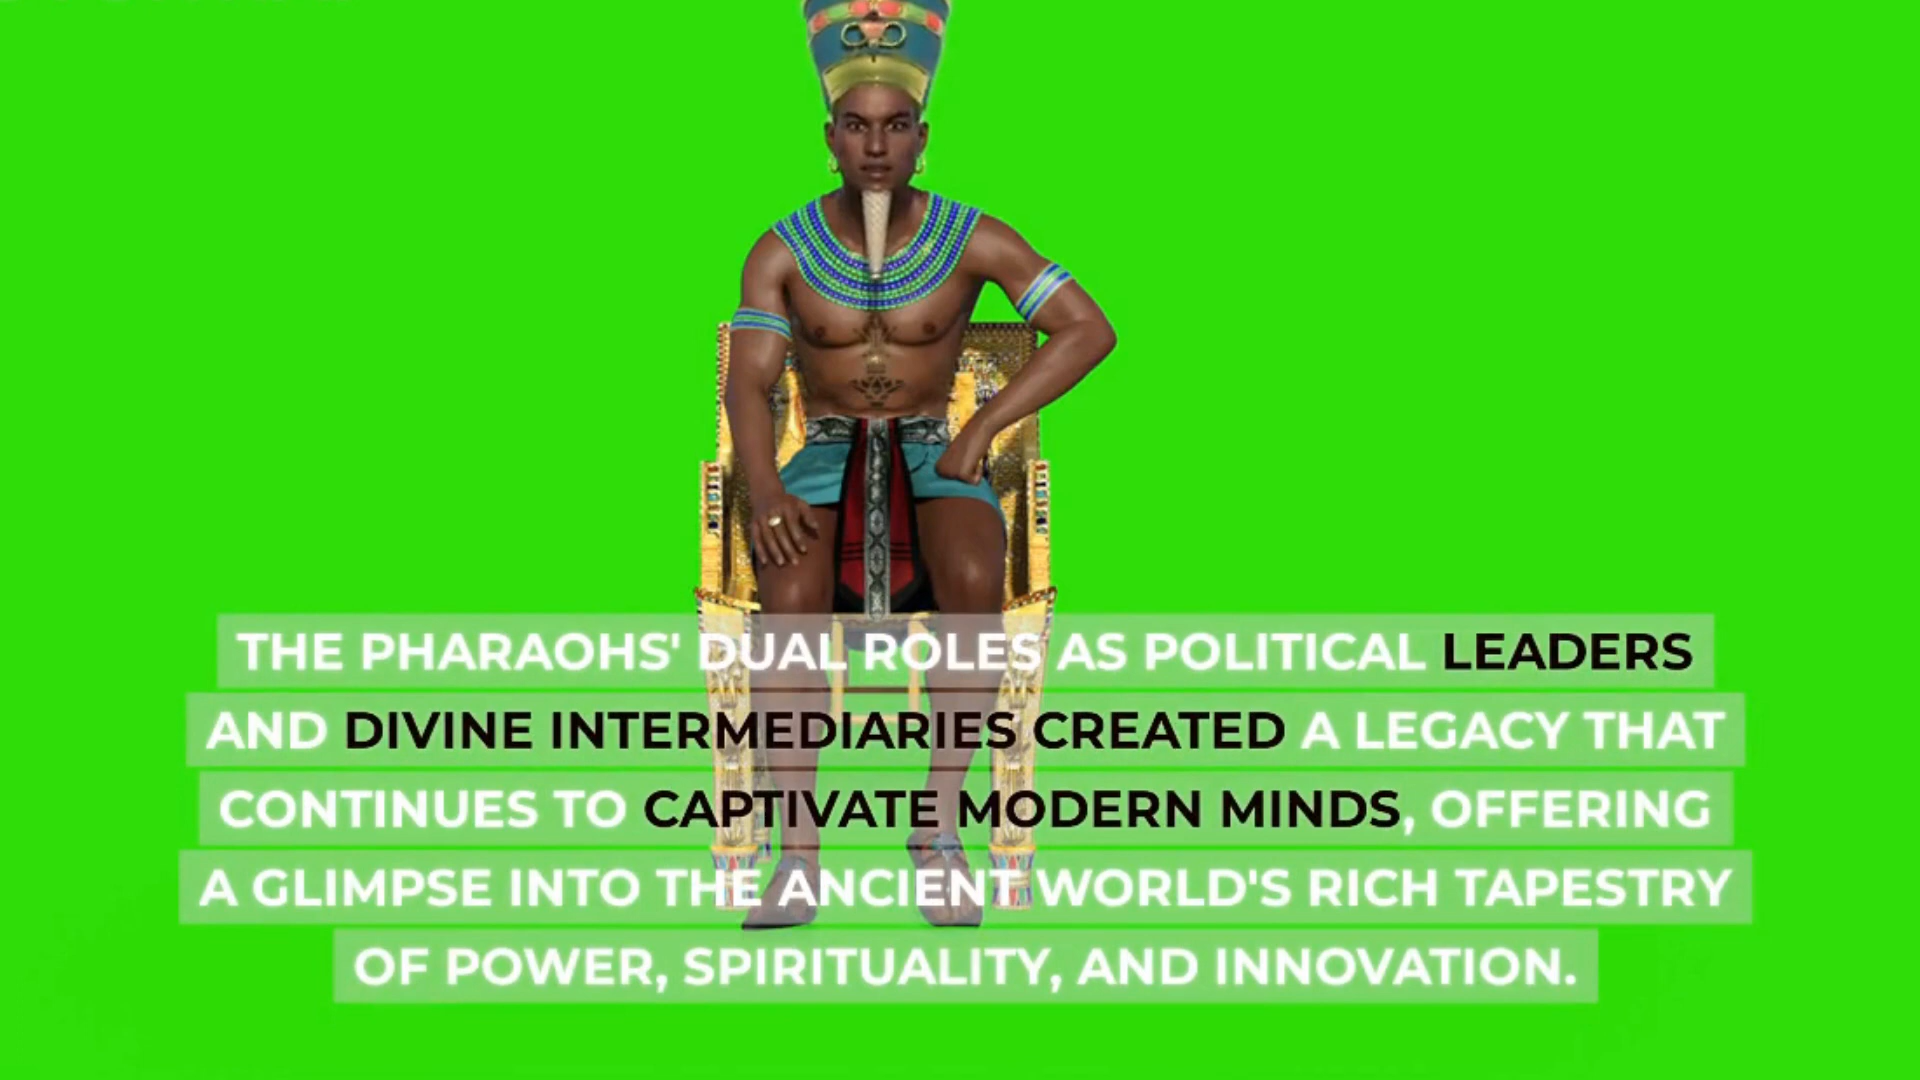 THE PHARAOHS' DUAL ROLES AS POLITICAL LEADERS
AND DIVINE INTERMEDIARIES CREATED A LEGACY THAT
CONTINUES TO CAPTIVATE MODERN MINDS, OFFERING
A GLIMPSE INTO THE ANCIENT WORLD'S RICH TAPESTRY
OF POWER, SPIRITUALITY, AND INNOVATION.